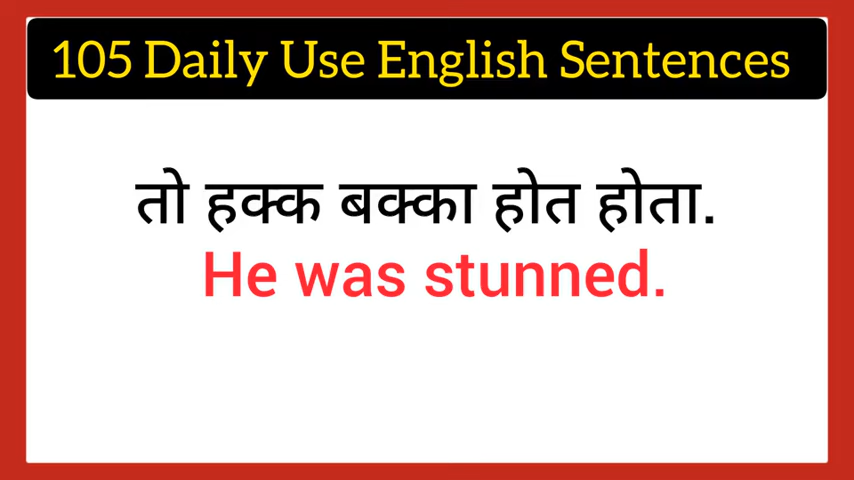 105 Daily Use English Sentences
तो हक्क बक्का होत होता.
He was stunned.